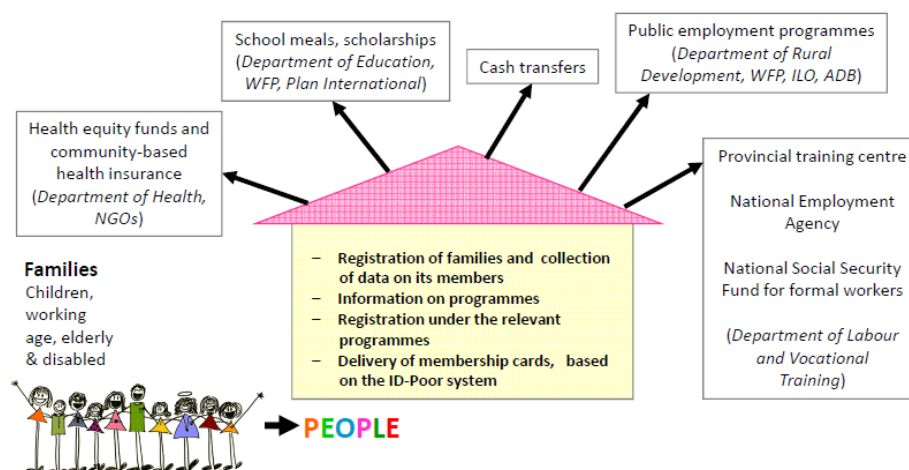 School meals, scholarships
(Department of Education,
WFP, Plan International)
Cash transfers
Public employment programmes
(Department of Rural
Development, WFP, ILO, ADB)
Health equity funds and
community-based
health insurance
(Department of Health,
NGOs)
Provincial training centre
National Employment
Agency
National Social Security
Fund for formal workers
(Department of Labour
and Vocational
Training)
Families
Children,
working
age, elderly
& disabled
– Registration of families and collection
of data on its members
– Information on programmes
– Registration under the relevant
programmes
– Delivery of membership cards, based
on the ID-Poor system
PEOPLE